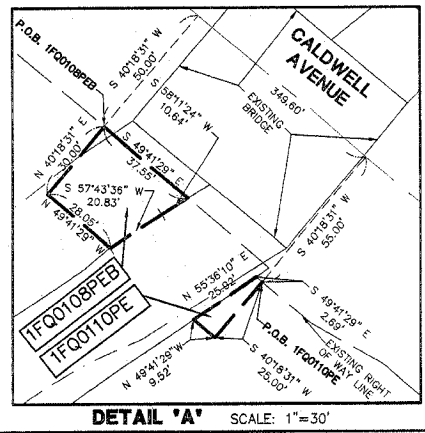 P.O.B. 1FQ0108PEB
S 40°18'31" W
50.00'
CALDWELL
AVENUE
349.60'
S 58°11'24" W
10.64'
EXISTING
BRIDGE
N 40°18'31" E
30.00'
S 49°41'29" E
37.55'
S 57°43'36" W
20.83'
28.05'
N 49°41'29" W
S 40°18'31" W
55.00'
1FQ0108PEB
1FQ0110PE
N 55°36'10" E
25.92'
S 49°41'29" E
2.69'
P.O.B. 1FQ0110PE
EXISTING RIGHT
OF WAY LINE
N 49°41'29" W
9.52'
S 40°18'31" W
25.00'
DETAIL 'A' SCALE: 1"=30'